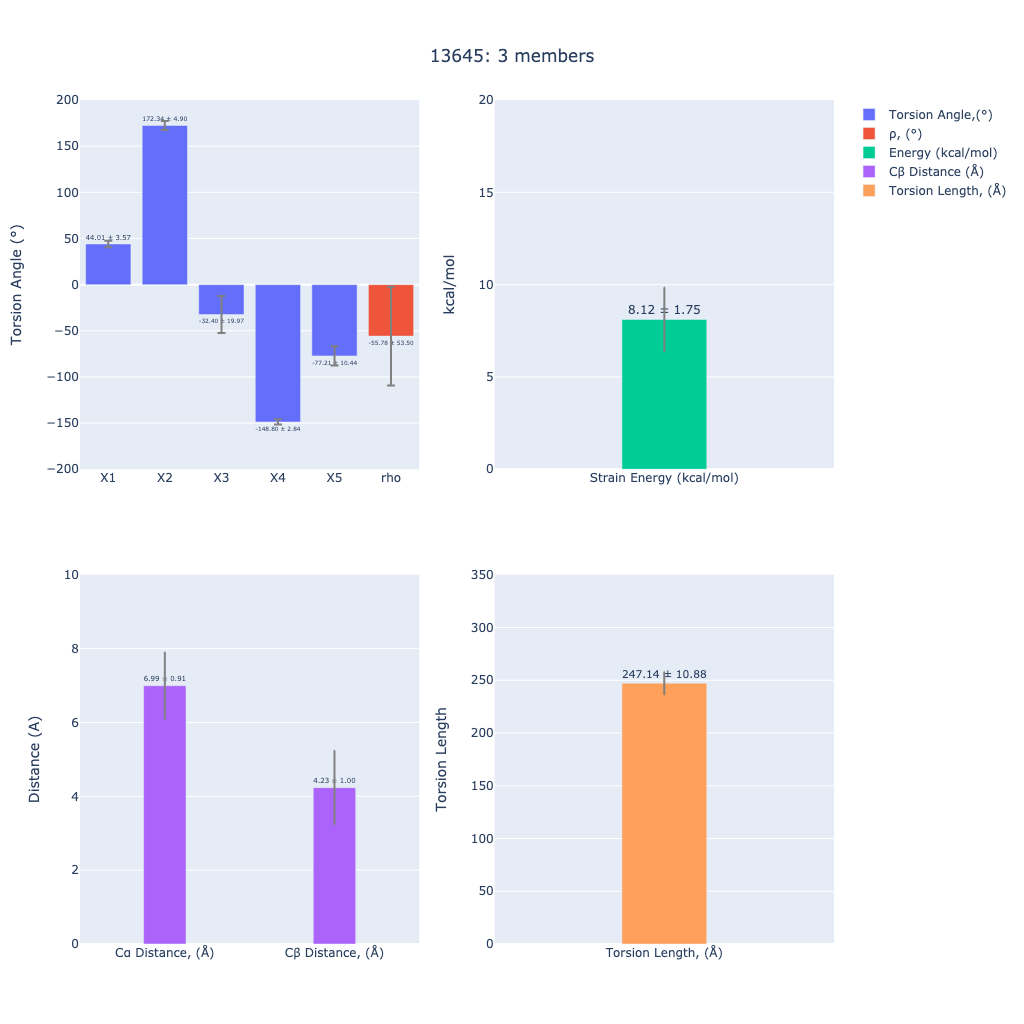 13645: 3 members
Torsion Angle (°)
200
150
100
50
0
−50
−100
−150
−200
44.01 ± 3.57
172.34 ± 4.90
-32.40 ± 19.97
-148.80 ± 2.84
-77.21 ± 10.44
-55.78 ± 53.50
X1 X2 X3 X4 X5 rho
kcal/mol
20
15
10
5
0
8.12 ± 1.75
Strain Energy (kcal/mol)
Torsion Angle,(°)
ρ, (°)
Energy (kcal/mol)
Cβ Distance (Å)
Torsion Length, (Å)
Distance (A)
10
8
6
4
2
0
6.99 ± 0.91
4.23 ± 1.00
Cα Distance, (Å) Cβ Distance, (Å)
Torsion Length
350
300
250
200
150
100
50
0
247.14 ± 10.88
Torsion Length, (Å)